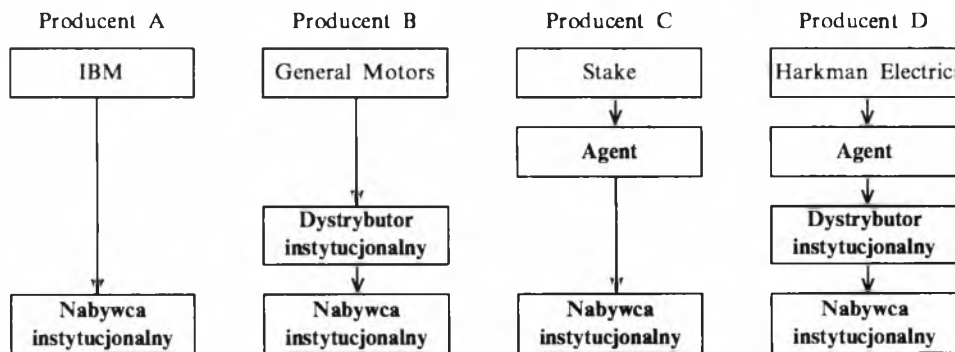 Producent A
Producent B
Producent C
Producent D
IBM
General Motors
Stake
Harkman Electrics
Agent
Agent
Dystrybutor
instytucjonalny
Dystrybutor
instytucjonalny
Nabywca
instytucjonalny
Nabywca
instytucjonalny
Nabywca
instytucjonalny
Nabywca
instytucjonalny